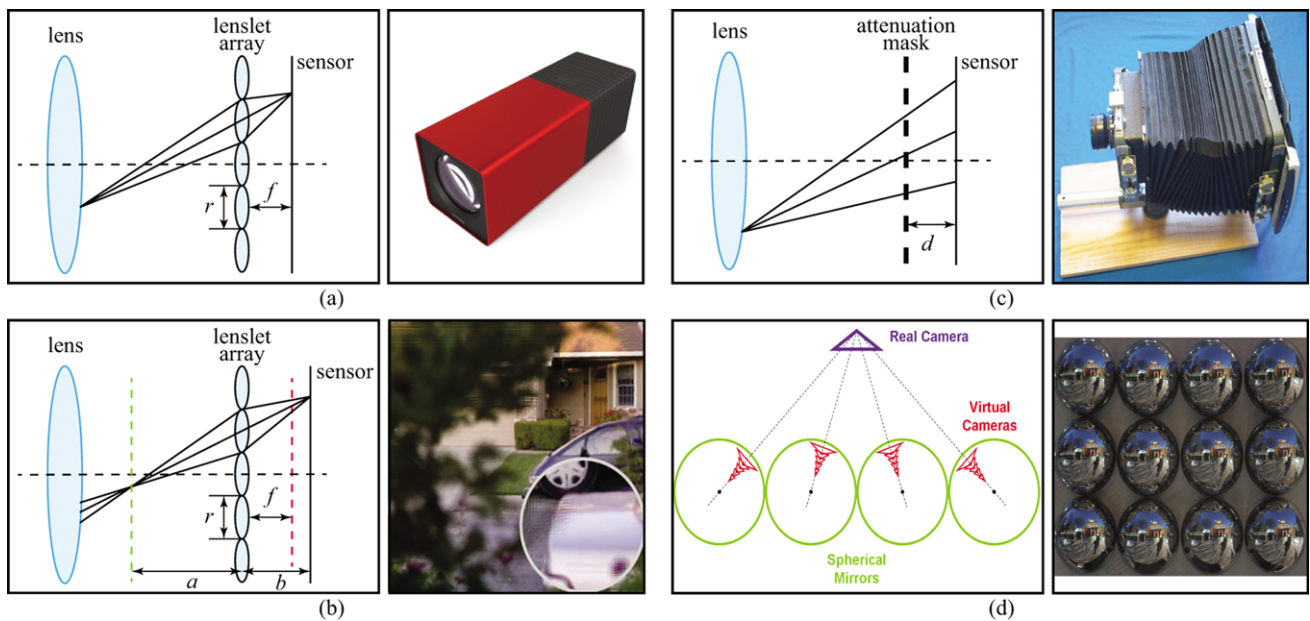 lens
lenslet
array
sensor
r
f
(a)
lens
attenuation
mask
sensor
d
(c)
lens
lenslet
array
sensor
r
f
a
b
(b)
Real Camera
Virtual
Cameras
Spherical
Mirrors
(d)